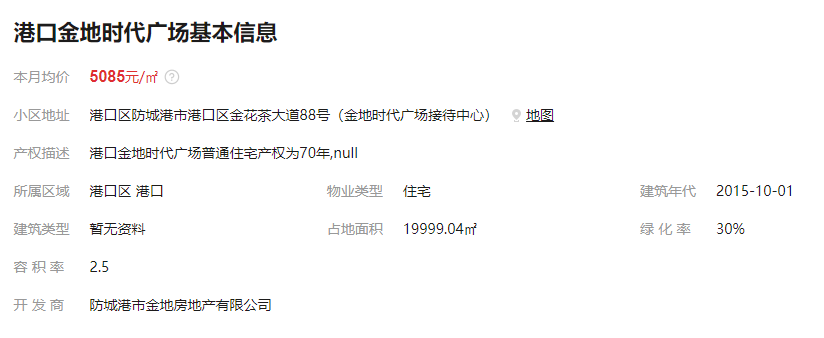 港口金地时代广场基本信息
本月均价 5085元/㎡ ?
小区地址 港口区防城港市港口区金花茶大道88号（金地时代广场接待中心） 地图
产权描述 港口金地时代广场普通住宅产权为70年,null
所属区域 港口区 港口 物业类型 住宅 建筑年代 2015-10-01
建筑类型 暂无资料 占地面积 19999.04㎡ 绿 化 率 30%
容 积 率 2.5
开 发 商 防城港市金地房地产有限公司